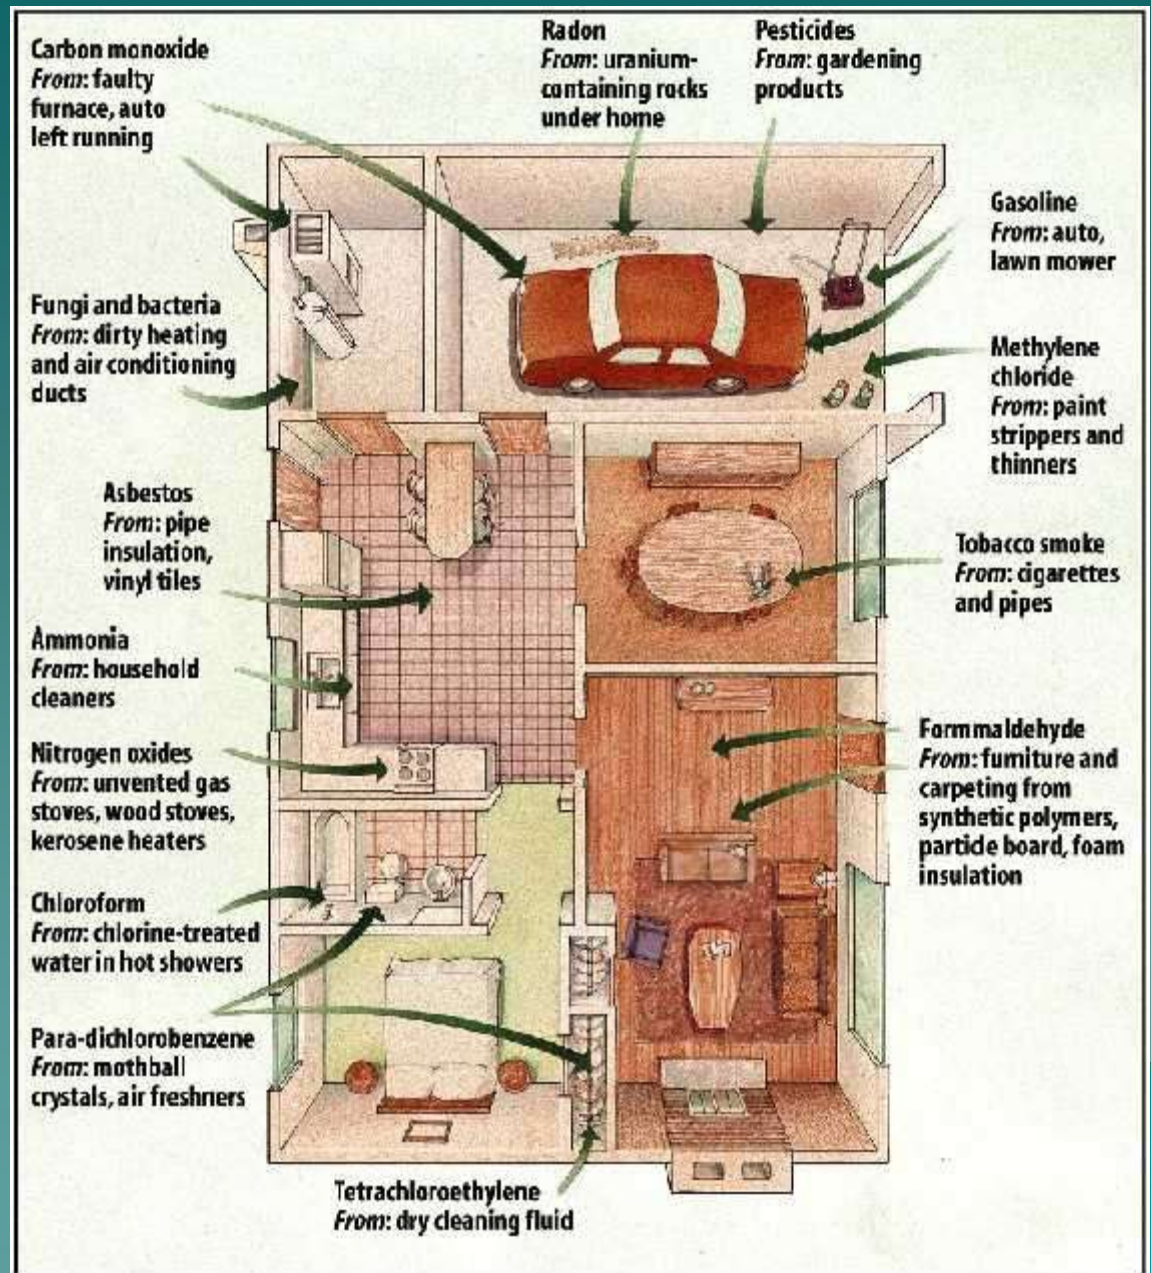 Carbon monoxide
From: faulty
furnace, auto
left running
Radon
From: uranium-
containing rocks
under home
Pesticides
From: gardening
products
Gasoline
From: auto,
lawn mower
Fungi and bacteria
From: dirty heating
and air conditioning
ducts
Methylene
chloride
From: paint
strippers and
thinners
Asbestos
From: pipe
insulation,
vinyl tiles
Tobacco smoke
From: cigarettes
and pipes
Ammonia
From: household
cleaners
Nitrogen oxides
From: unvented gas
stoves, wood stoves,
kerosene heaters
Formmaldehyde
From: furniture and
carpeting from
synthetic polymers,
particle board, foam
insulation
Chloroform
From: chlorine-treated
water in hot showers
Para-dichlorobenzene
From: mothball
crystals, air freshners
Tetrachloroethylene
From: dry cleaning fluid